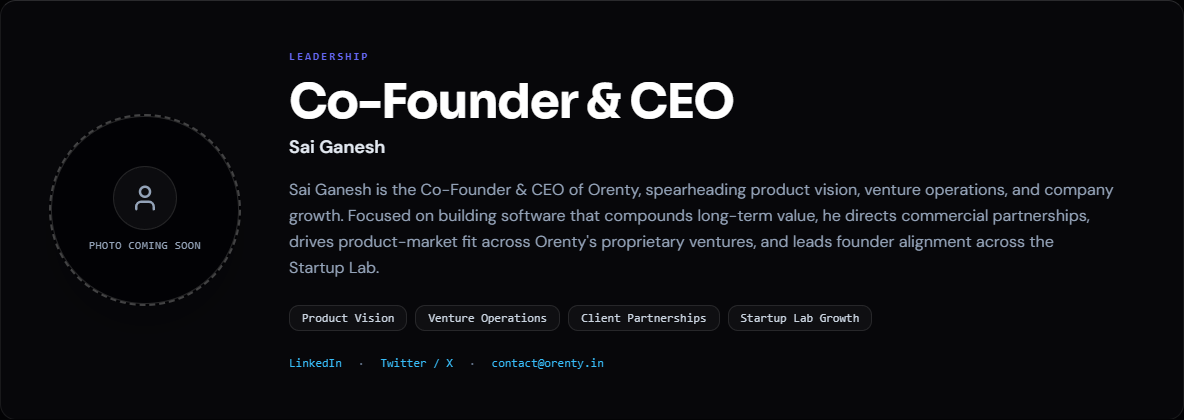 LEADERSHIP
Co-Founder & CEO
Sai Ganesh
PHOTO COMING SOON
Sai Ganesh is the Co-Founder & CEO of Orenty, spearheading product vision, venture operations, and company
growth. Focused on building software that compounds long-term value, he directs commercial partnerships,
drives product-market fit across Orenty's proprietary ventures, and leads founder alignment across the
Startup Lab.
Product Vision
Venture Operations
Client Partnerships
Startup Lab Growth
LinkedIn · Twitter / X · contact@orenty.in